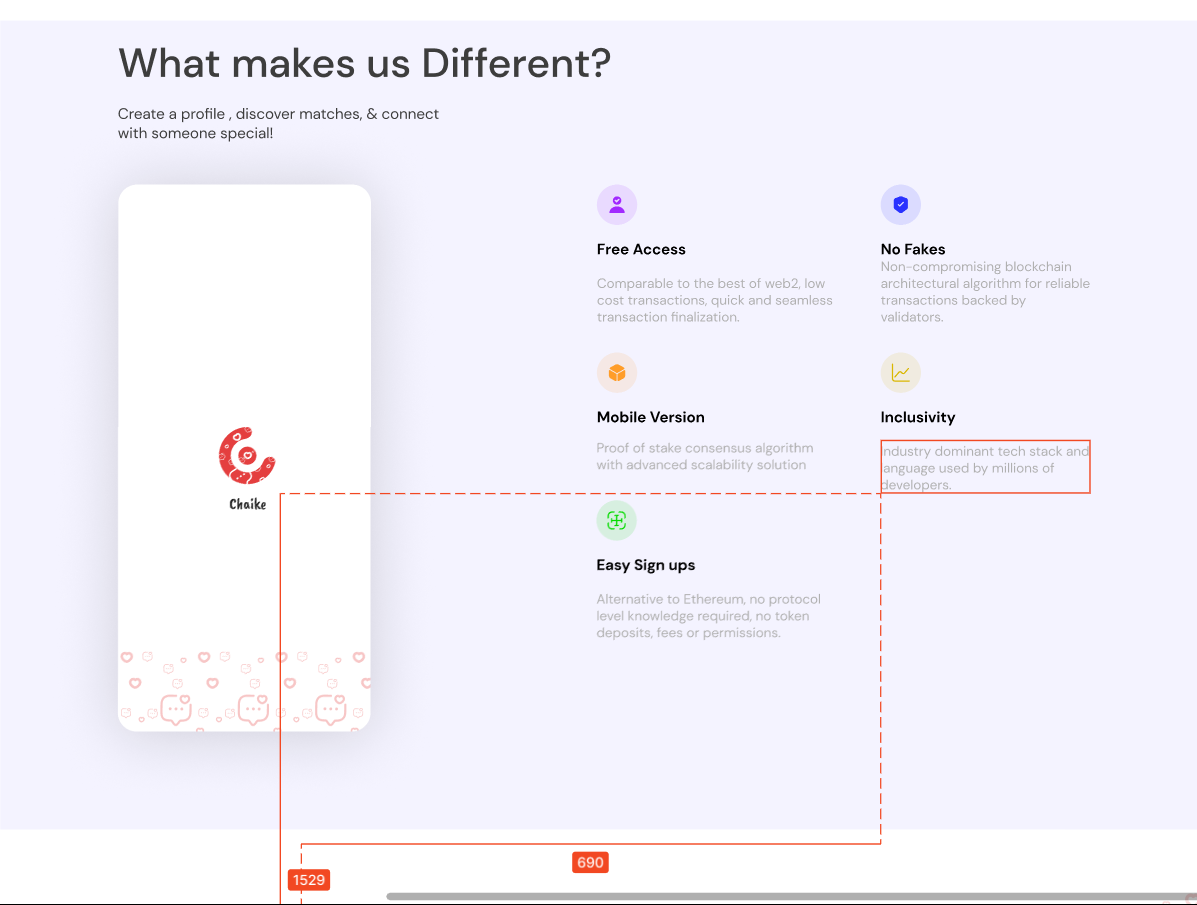 What makes us Different?
Create a profile , discover matches, & connect
with someone special!
Chaike
Free Access
Comparable to the best of web2, low
cost transactions, quick and seamless
transaction finalization.
No Fakes
Non-compromising blockchain
architectural algorithm for reliable
transactions backed by
validators.
Mobile Version
Proof of stake consensus algorithm
with advanced scalability solution
Inclusivity
Industry dominant tech stack and
language used by millions of
developers.
Easy Sign ups
Alternative to Ethereum, no protocol
level knowledge required, no token
deposits, fees or permissions.
690
1529